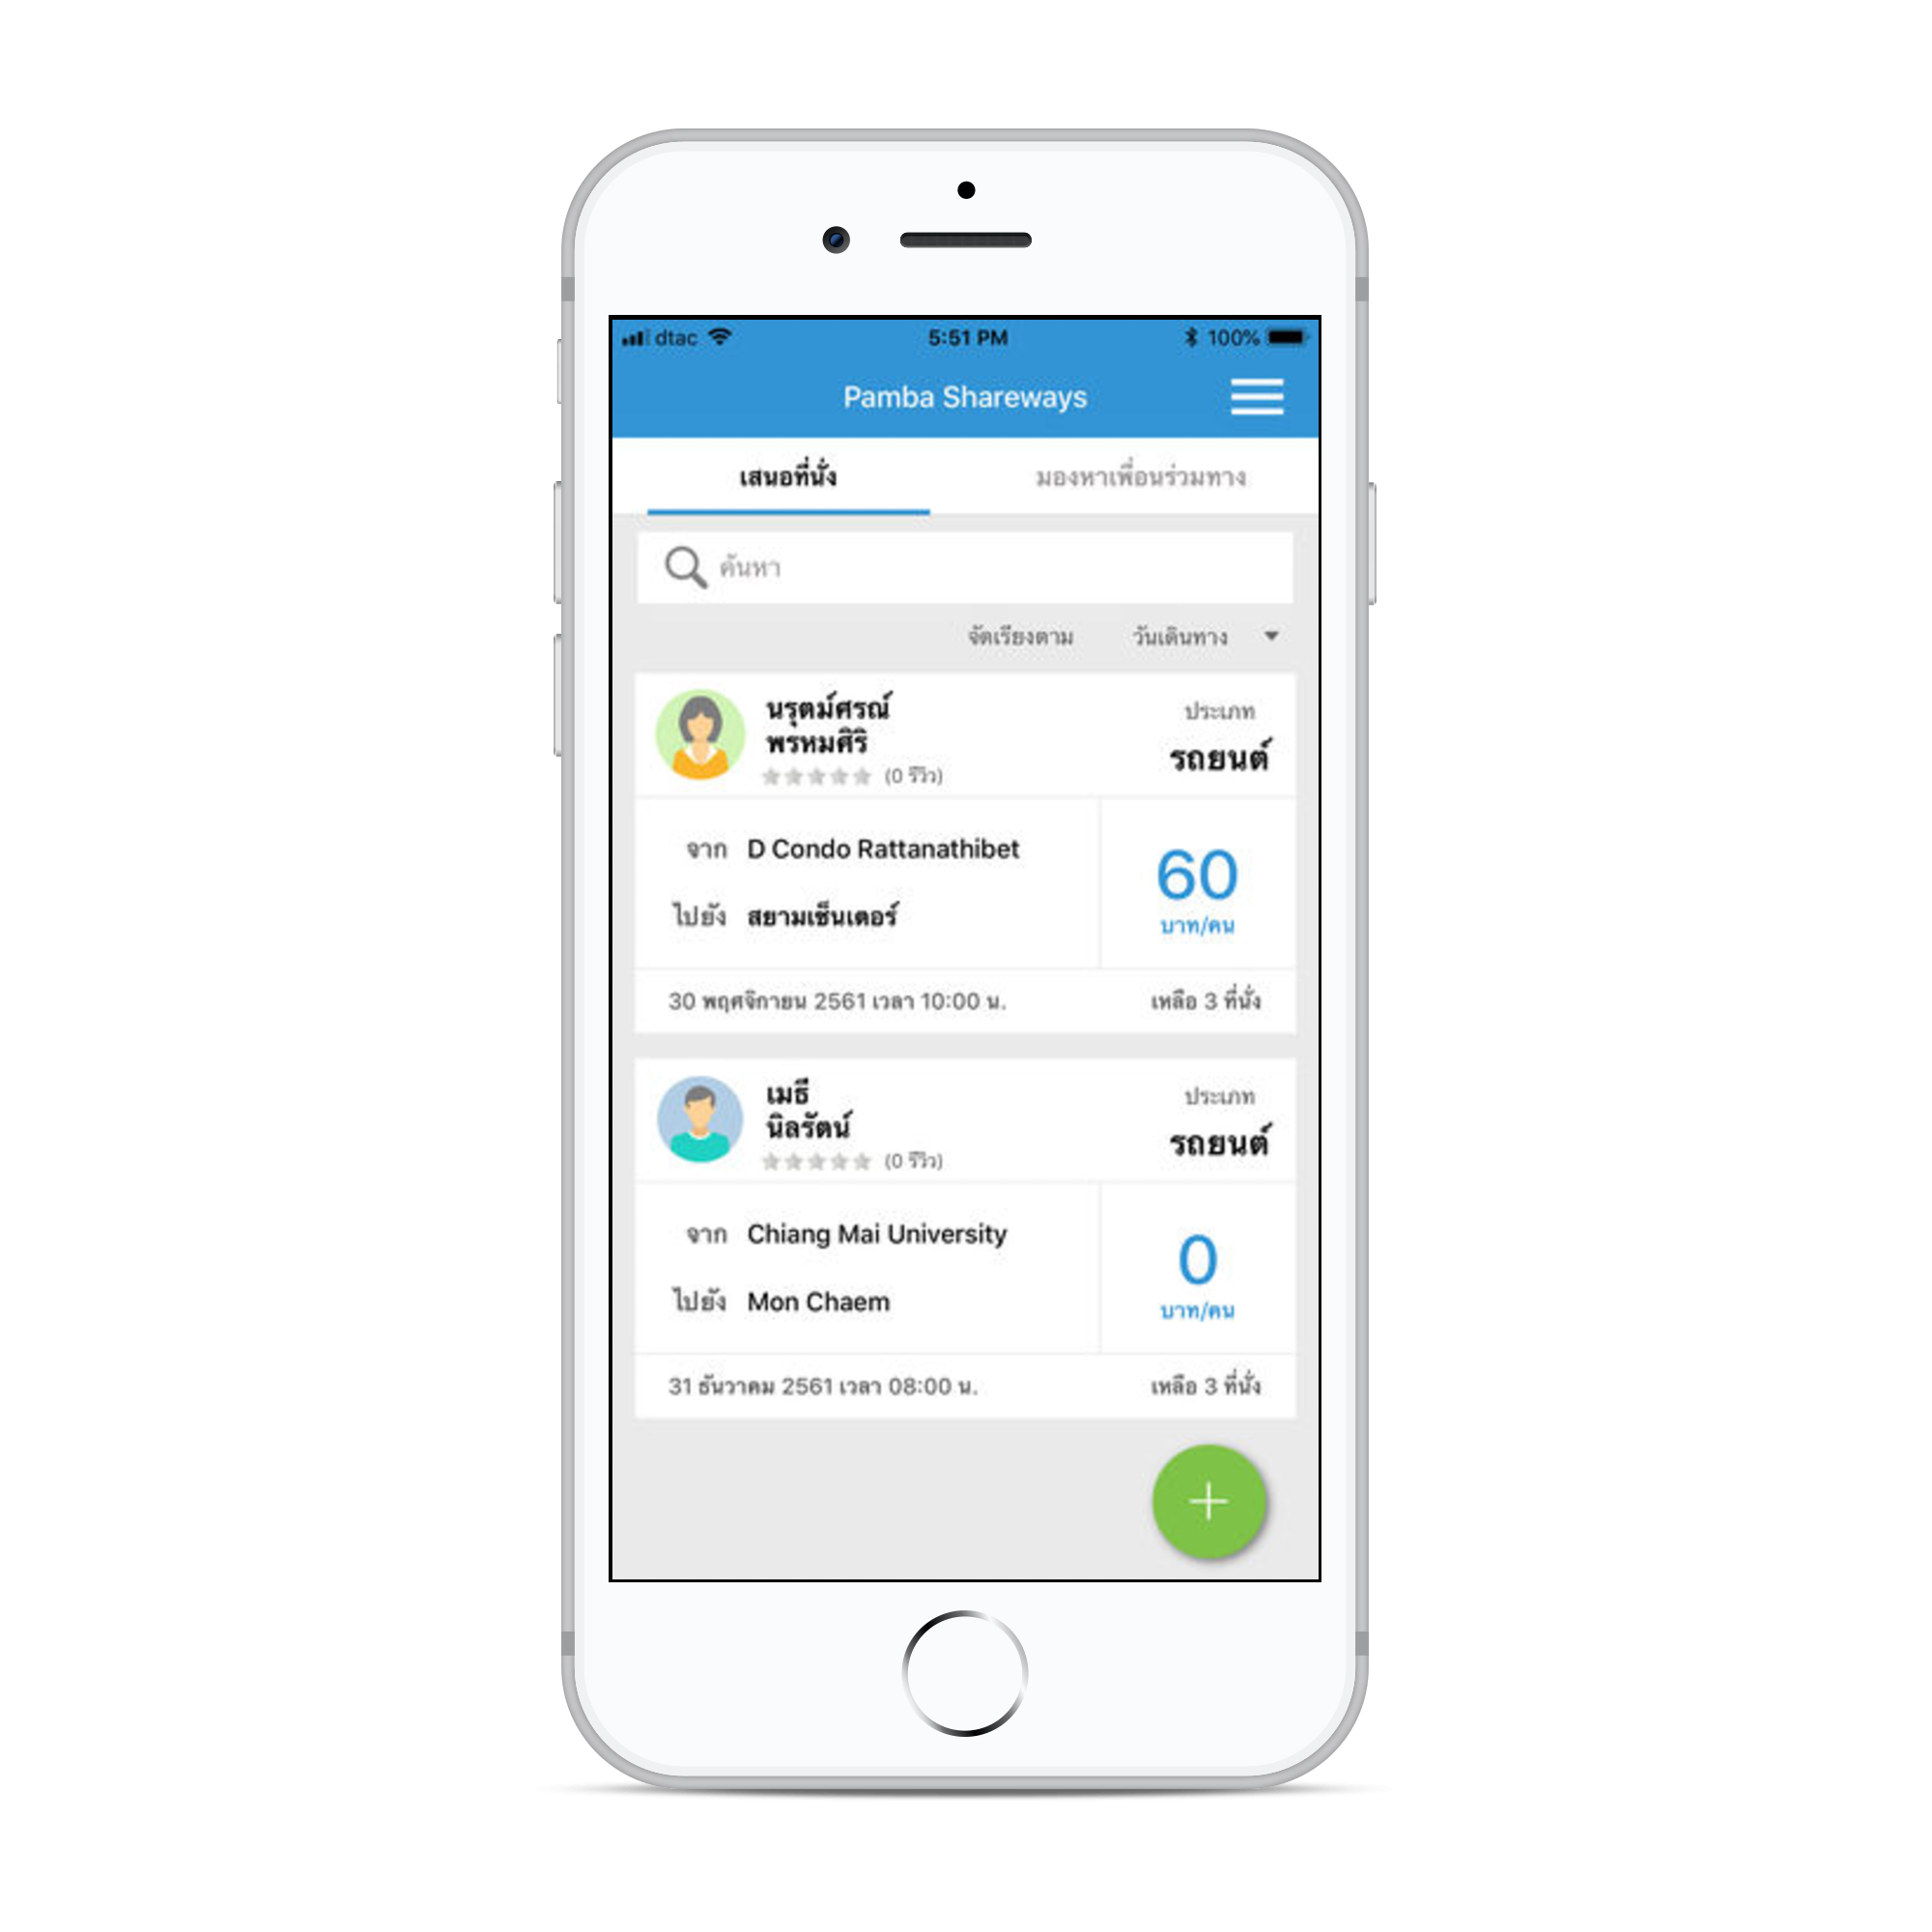 dtac 5:51 PM 100%
Pamba Shareways
เสนอที่นั่ง มองหาเพื่อนร่วมทาง
ค้นหา
จัดเรียงตาม วันเดินทาง
นรุตม์ศรณ์
พรหมศิริ
(0 รีวิว)
ประเภท
รถยนต์
จาก D Condo Rattanathibet
ไปยัง สยามเซ็นเตอร์
60
บาท/คน
30 พฤศจิกายน 2561 เวลา 10:00 น. เหลือ 3 ที่นั่ง
เมธี
นิลรัตน์
(0 รีวิว)
ประเภท
รถยนต์
จาก Chiang Mai University
ไปยัง Mon Chaem
0
บาท/คน
31 ธันวาคม 2561 เวลา 08:00 น. เหลือ 3 ที่นั่ง